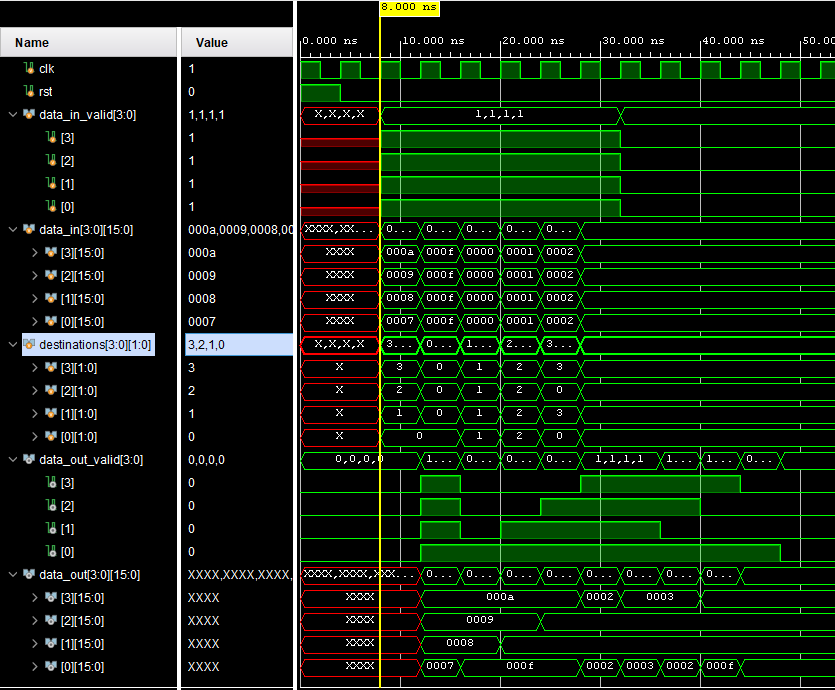 8.000 ns
Name Value 0.000 ns 10.000 ns 20.000 ns 30.000 ns 40.000 ns 50.00
clk 1
rst 0
data_in_valid[3:0] 1,1,1,1 X,X,X,X 1,1,1,1
[3] 1
[2] 1
[1] 1
[0] 1
data_in[3:0][15:0] 000a,0009,0008,00 XXXX,XX... 0... 0... 0... 0... 0...
[3][15:0] 000a XXXX 000a 000f 0000 0001 0002
[2][15:0] 0009 XXXX 0009 000f 0000 0001 0002
[1][15:0] 0008 XXXX 0008 000f 0000 0001 0002
[0][15:0] 0007 XXXX 0007 000f 0000 0001 0002
destinations[3:0][1:0] 3,2,1,0 X,X,X,X 3... 0... 1... 2... 3...
[3][1:0] 3 X 3 0 1 2 3
[2][1:0] 2 X 2 0 1 2 0
[1][1:0] 1 X 1 0 1 2 3
[0][1:0] 0 X 0 1 2 0
data_out_valid[3:0] 0,0,0,0 0,0,0,0 1... 0... 0... 0... 1,1,1,1 1... 1... 0...
[3] 0
[2] 0
[1] 0
[0] 0
data_out[3:0][15:0] XXXX,XXXX,XXXX, XXXX,XXXX,XXX... 0... 0... 0... 0... 0... 0... 0... 0...
[3][15:0] XXXX XXXX 000a 0002 0003
[2][15:0] XXXX XXXX 0009
[1][15:0] XXXX XXXX 0008
[0][15:0] XXXX XXXX 0007 000f 0002 0003 0002 000f